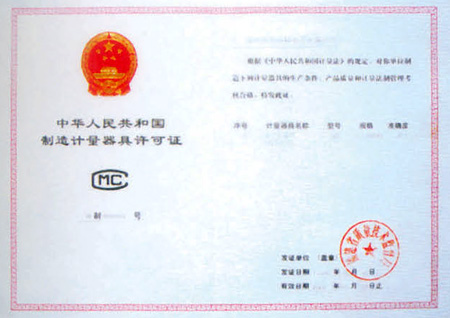 中华人民共和国
制造计量器具许可证
CMC
制 号
根据《中华人民共和国计量法》的规定，对你单位制
造下列计量器具的生产条件、产品质量和计量法制管理考
核合格，特发此证。
序号 计量器具名称 型号 规格 准确度
发证单位（盖章）
发证日期 年 月 日
有效日期 年 月 日止